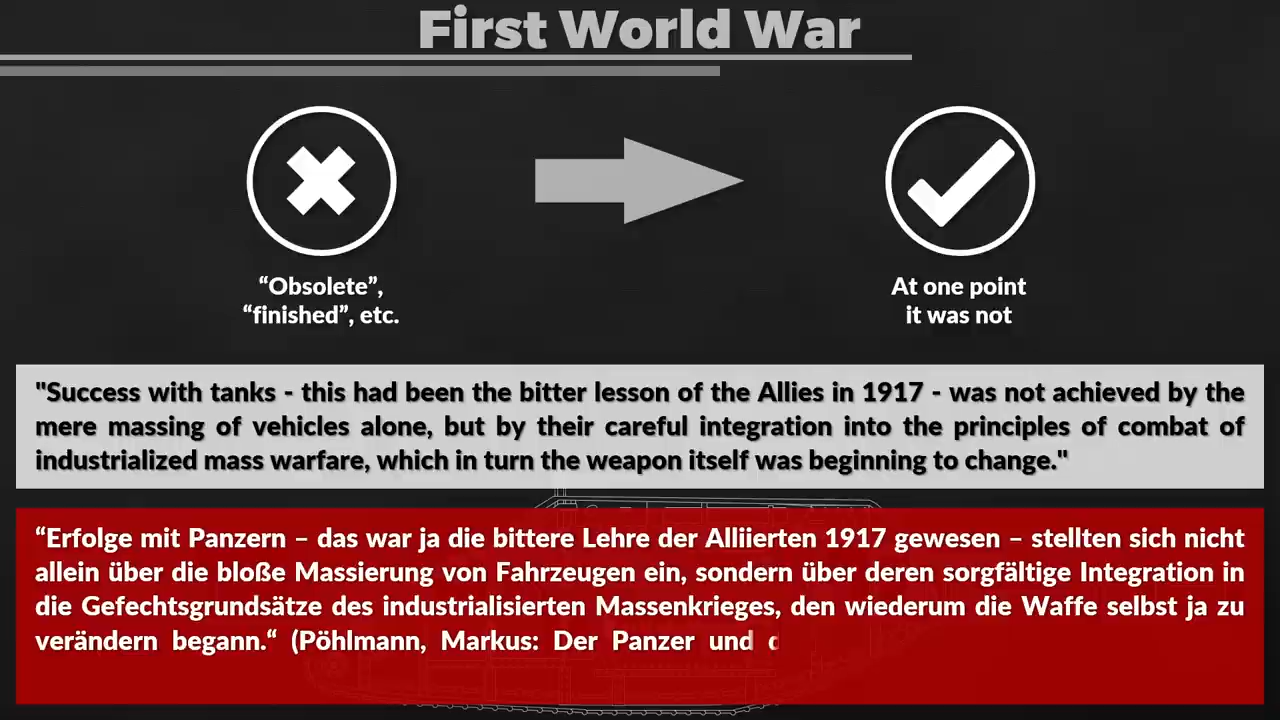 First World War
“Obsolete”,
“finished”, etc.
At one point
it was not
"Success with tanks - this had been the bitter lesson of the Allies in 1917 - was not achieved by the
mere massing of vehicles alone, but by their careful integration into the principles of combat of
industrialized mass warfare, which in turn the weapon itself was beginning to change."
“Erfolge mit Panzern – das war ja die bittere Lehre der Alliierten 1917 gewesen – stellten sich nicht
allein über die bloße Massierung von Fahrzeugen ein, sondern über deren sorgfältige Integration in
die Gefechtsgrundsätze des industrialisierten Massenkrieges, den wiederum die Waffe selbst ja zu
verändern begann.“ (Pöhlmann, Markus: Der Panzer und